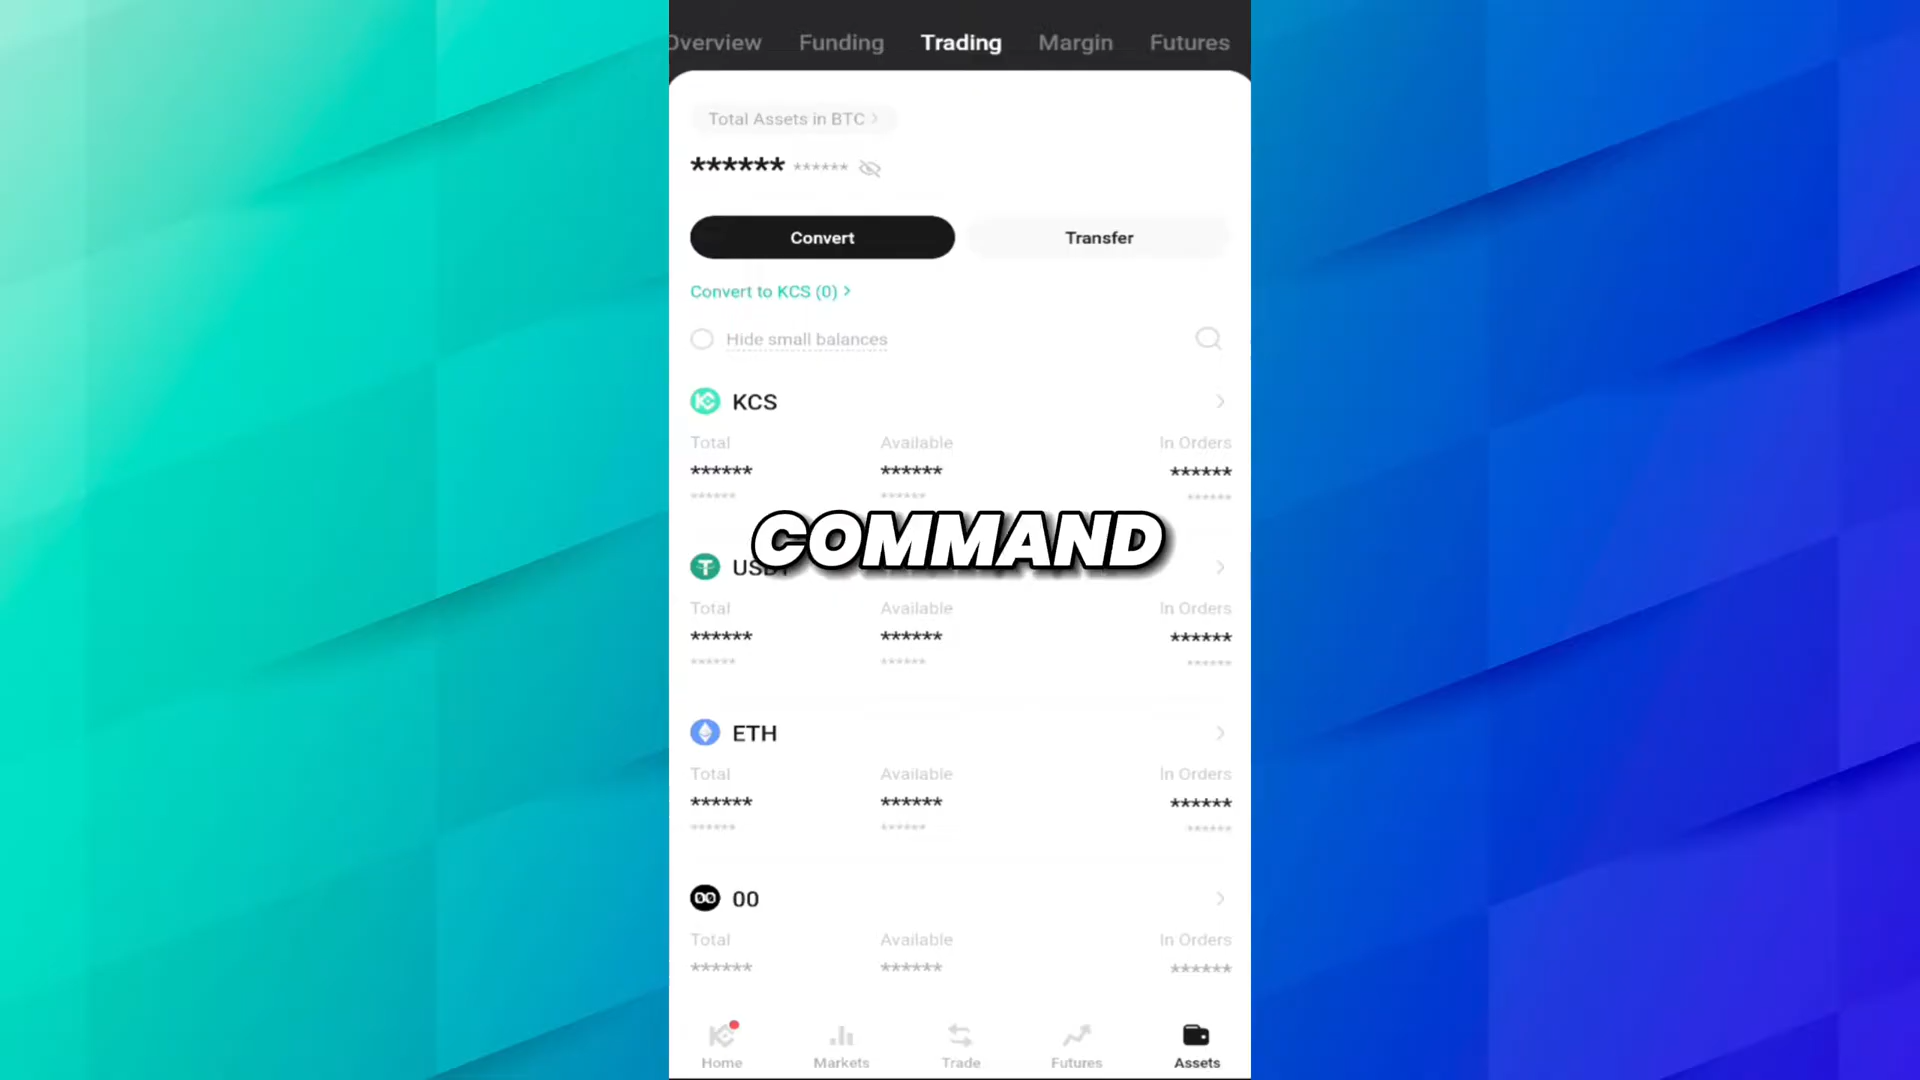 Overview Funding Trading Margin Futures
Total Assets in BTC >
****** ******
Convert Transfer
Convert to KCS (0) >
Hide small balances
KCS >
Total Available In Orders
****** ****** ******
****** ****** ******
COMMAND
USDT >
Total Available In Orders
****** ****** ******
****** ****** ******
ETH >
Total Available In Orders
****** ****** ******
****** ****** ******
00 >
Total Available In Orders
****** ****** ******
Home Markets Trade Futures Assets